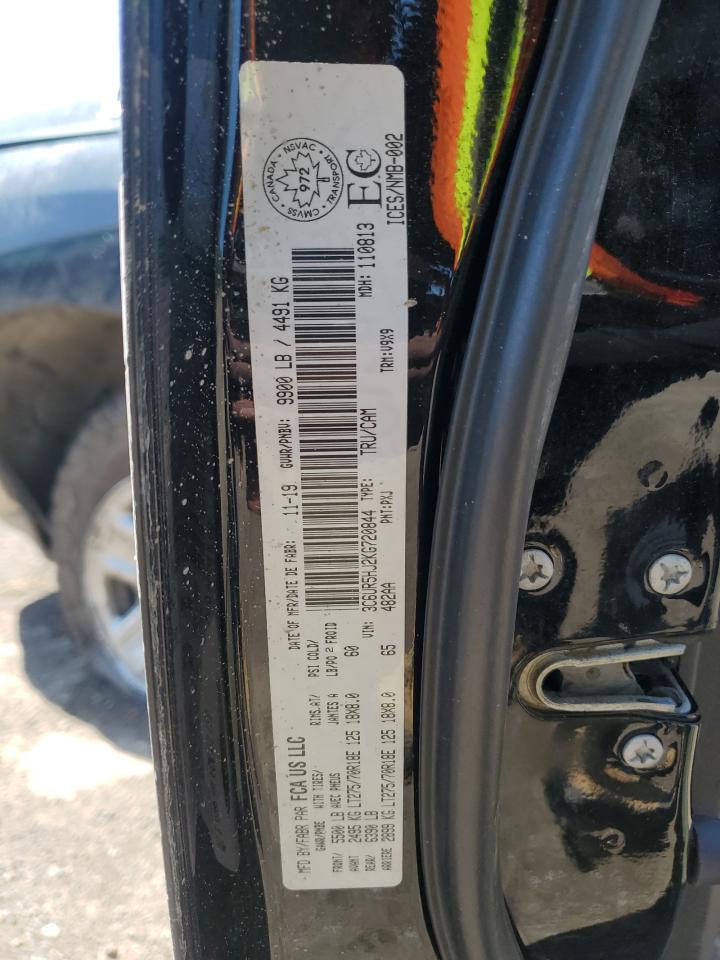 MFD BY/FABR PAR FCA US LLC
DATE OF MFR/DATE DE FABR: 11-19 GVWR/PNBV: 9900 LB / 4491 KG
GAWR/PNBE WITH TIRES/ RIMS.AT/ PSI COLD/
AVEC PNEUS JANTES A LB/PO2 FROID
FRONT/ 5500 LB
AVANT 2495 KG LT275/70R18E 125 18X8.0 60
REAR/ 6390 LB
ARRIERE 2899 KG LT275/70R18E 125 18X8.0 65
VIN: 3C6UR5VJ2KG720844 TYPE: TRU/CAM MDH: 110813
482AA PNT:PXJ TRM:V9X9
CANADA - NSVAC - TRANSPORT - CMVSS
972
EC
ICES/NMB-002